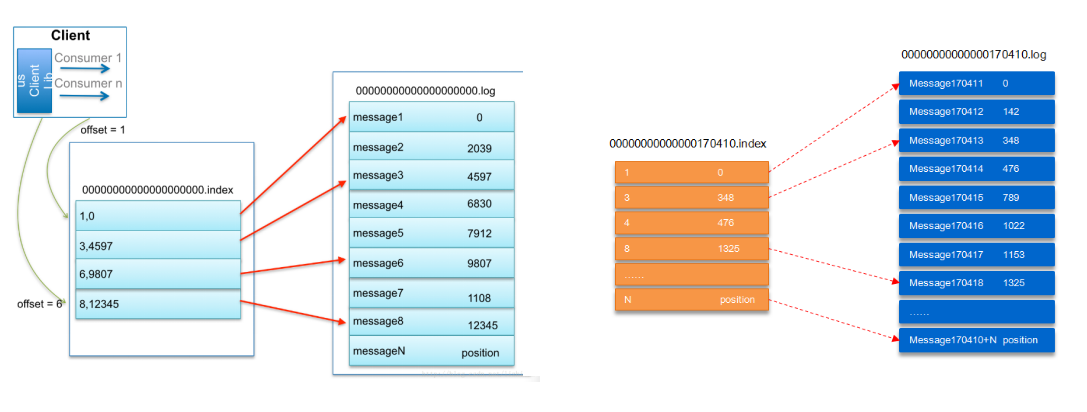 Client
us Client Lib
Consumer 1
Consumer n
offset = 1
offset = 6
00000000000000000000.index
1,0
3,4597
6,9807
8,12345
00000000000000000000.log
message1 0
message2 2039
message3 4597
message4 6830
message5 7912
message6 9807
message7 1108
message8 12345
messageN position
00000000000000170410.index
1 0
3 348
4 476
8 1325
......
N position
00000000000000170410.log
Message170411 0
Message170412 142
Message170413 348
Message170414 476
Message170415 789
Message170416 1022
Message170417 1153
Message170418 1325
......
Message170410+N position